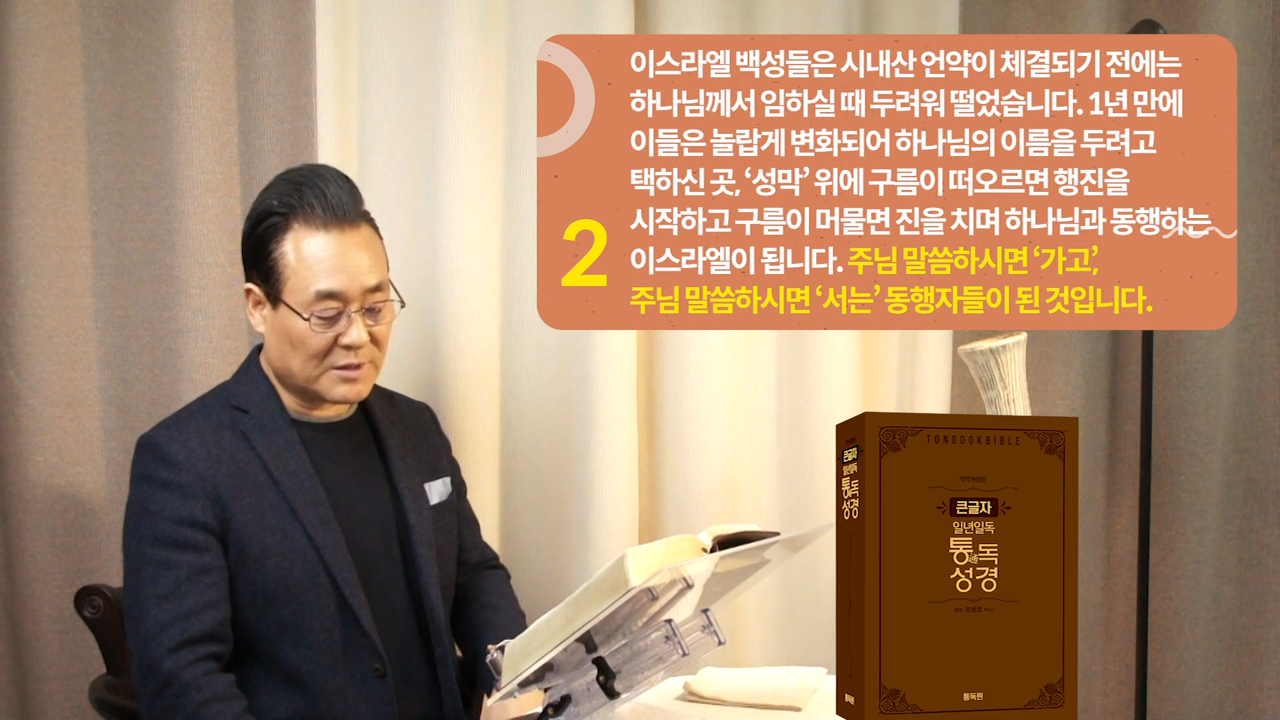 이스라엘 백성들은 시내산 언약이 체결되기 전에는
하나님께서 임하실 때 두려워 떨었습니다. 1년 만에
이들은 놀랍게 변화되어 하나님의 이름을 두려고
택하신 곳, ‘성막’ 위에 구름이 떠오르면 행진을
시작하고 구름이 머물면 진을 치며 하나님과 동행하는
2
이스라엘이 됩니다. 주님 말씀하시면 ‘가고’,
주님 말씀하시면 ‘서는’ 동행자들이 된 것입니다.
TONGDOKBIBLE
큰글자
일년일독
통독
성경
통독원
큰글자
일년일독
통독
성경
통독원